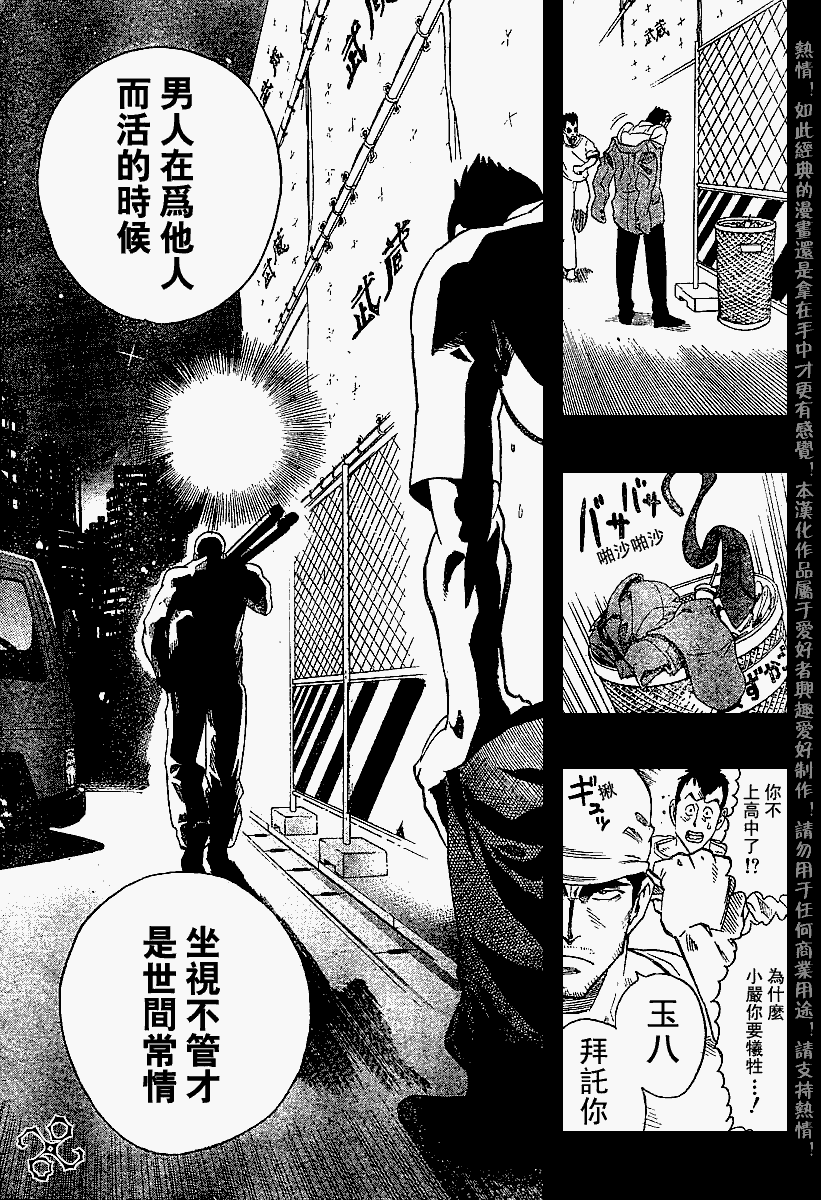 武蔵
バサバサ
啪沙啪沙
你不
上高中了!?
為什麼
小嚴你要犧牲…!
ギュッ
揪
玉八
拜託你
武蔵
武蔵
武蔵
男人在爲他人
而活的時候
坐視不管才
是世間常情
熱情!如此經典的漫畫還是拿在手中才更有感覺!本漢化作品屬于愛好者興趣愛好制作!請勿用于任何商業用途!請支持熱情!